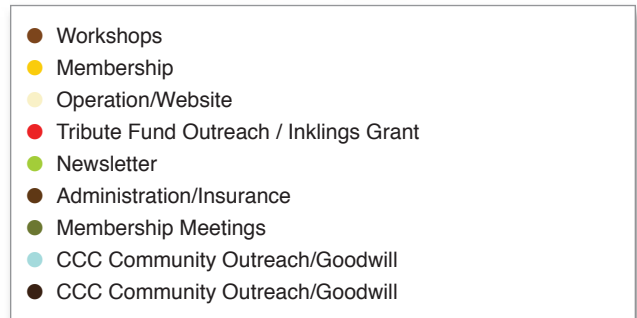 Workshops
Membership
Operation/Website
Tribute Fund Outreach / Inklings Grant
Newsletter
Administration/Insurance
Membership Meetings
CCC Community Outreach/Goodwill
CCC Community Outreach/Goodwill